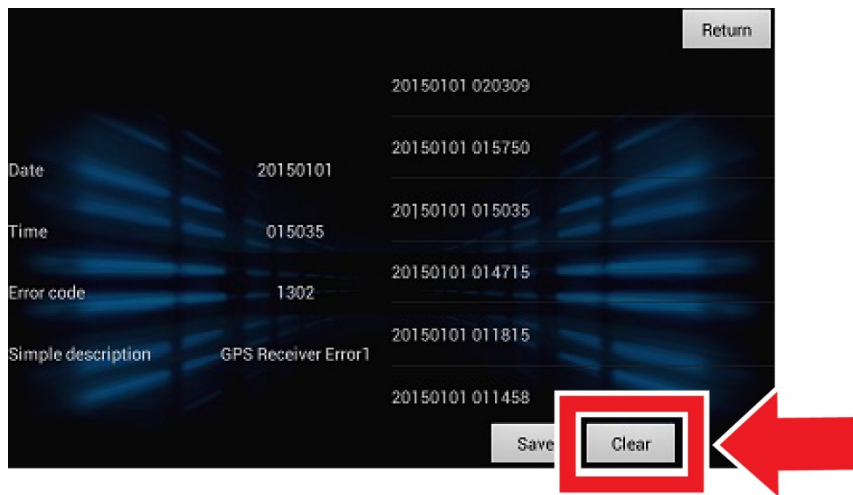 Return
20150101 020309
20150101 015750
Date 20150101
20150101 015035
Time 015035
20150101 014715
Error code 1302
20150101 011815
Simple description GPS Receiver Error1
20150101 011458
Save Clear